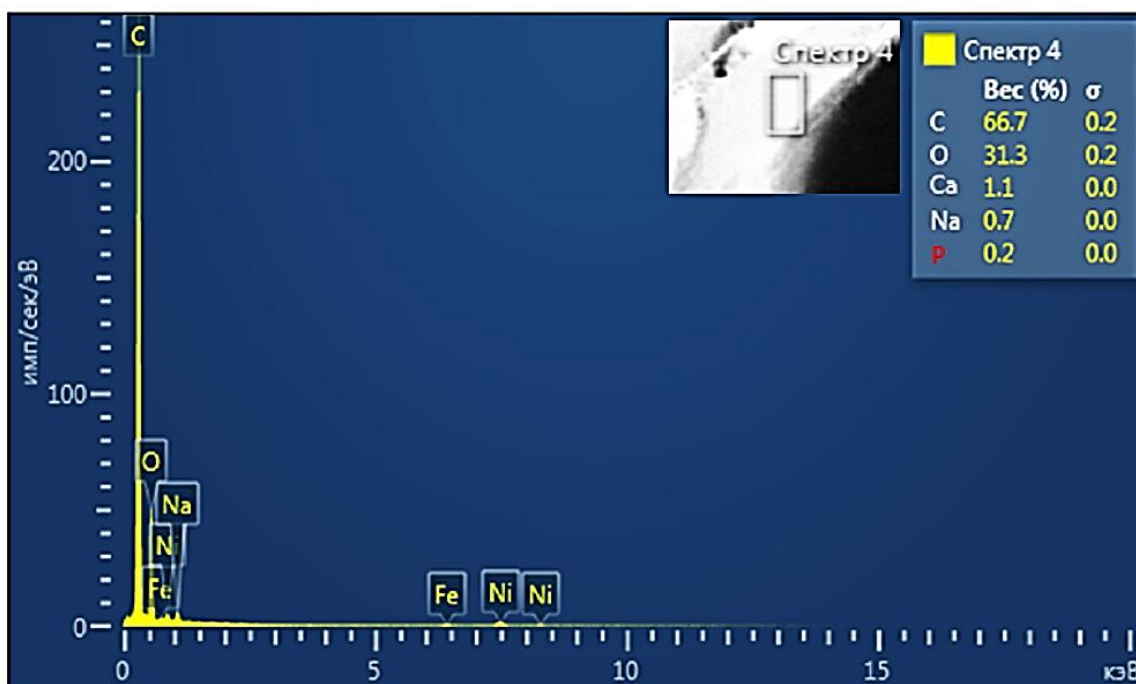 C
Спектр 4
Спектр 4
Вес (%) σ
C 66.7 0.2
O 31.3 0.2
Ca 1.1 0.0
Na 0.7 0.0
P 0.2 0.0
имп/сек/эВ
200
100
0
O
Na
Ni
Fe
Fe
Ni
Ni
0 5 10 15 кэВ